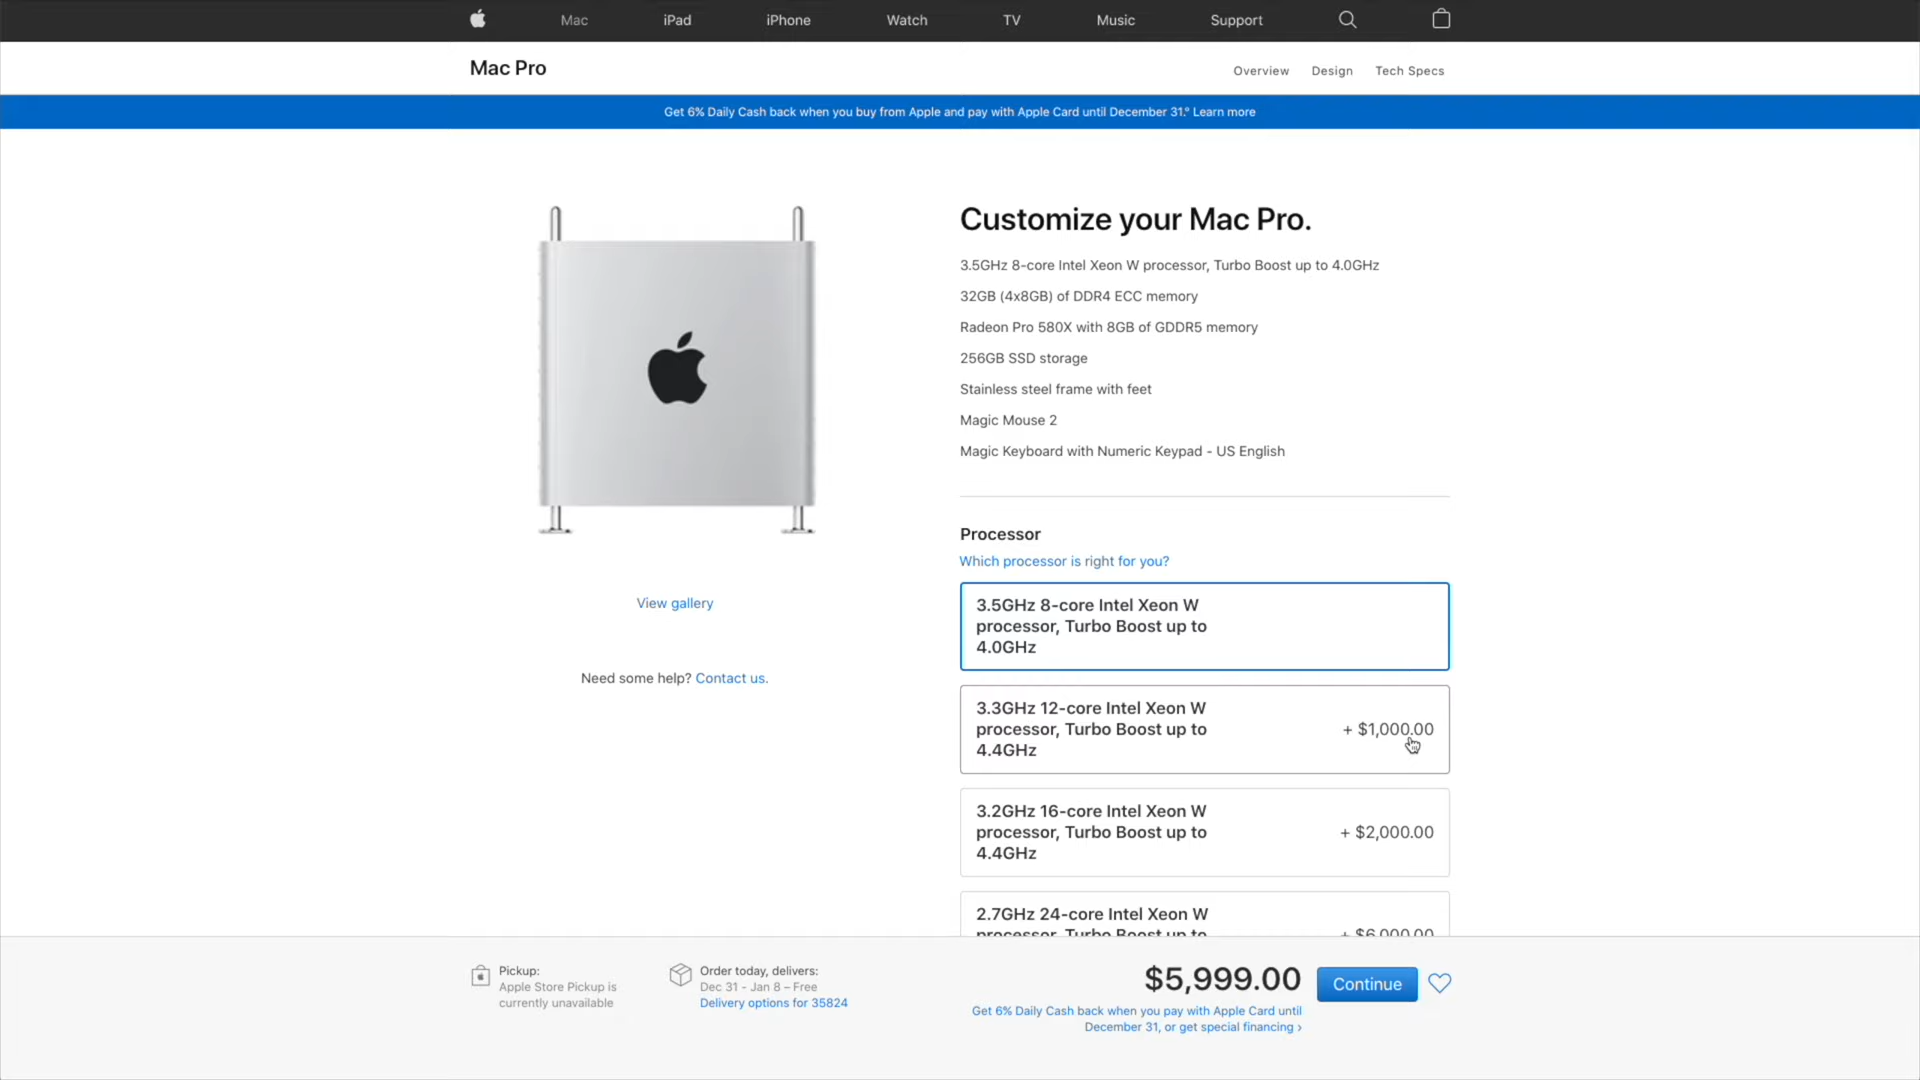 Mac iPad iPhone Watch TV Music Support
Mac Pro
Overview Design Tech Specs
Get 6% Daily Cash back when you buy from Apple and pay with Apple Card until December 31.° Learn more
Customize your Mac Pro.
3.5GHz 8-core Intel Xeon W processor, Turbo Boost up to 4.0GHz
32GB (4x8GB) of DDR4 ECC memory
Radeon Pro 580X with 8GB of GDDR5 memory
256GB SSD storage
Stainless steel frame with feet
Magic Mouse 2
Magic Keyboard with Numeric Keypad - US English
View gallery
Need some help? Contact us.
Processor
Which processor is right for you?
3.5GHz 8-core Intel Xeon W
processor, Turbo Boost up to
4.0GHz
3.3GHz 12-core Intel Xeon W
processor, Turbo Boost up to
4.4GHz
+ $1,000.00
3.2GHz 16-core Intel Xeon W
processor, Turbo Boost up to
4.4GHz
+ $2,000.00
2.7GHz 24-core Intel Xeon W
processor, Turbo Boost up to
+ $6,000.00
Pickup:
Apple Store Pickup is
currently unavailable
Order today, delivers:
Dec 31 - Jan 8 – Free
Delivery options for 35824
$5,999.00
Get 6% Daily Cash back when you pay with Apple Card until
December 31, or get special financing ›
Continue